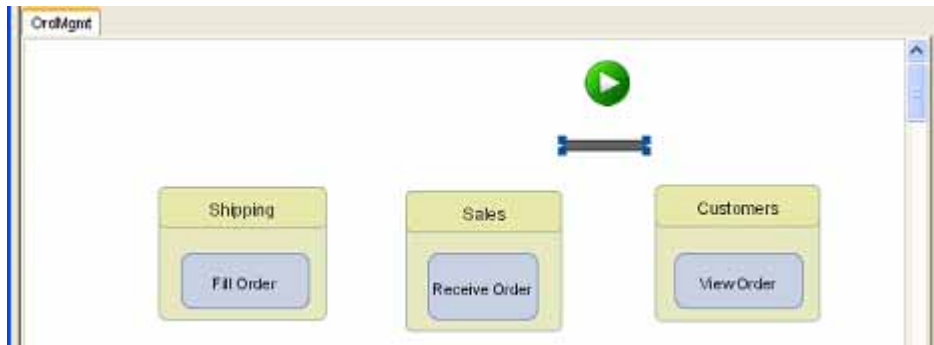 OrdMgmt
Shipping
Sales
Customers
Fill Order
Receive Order
View Order